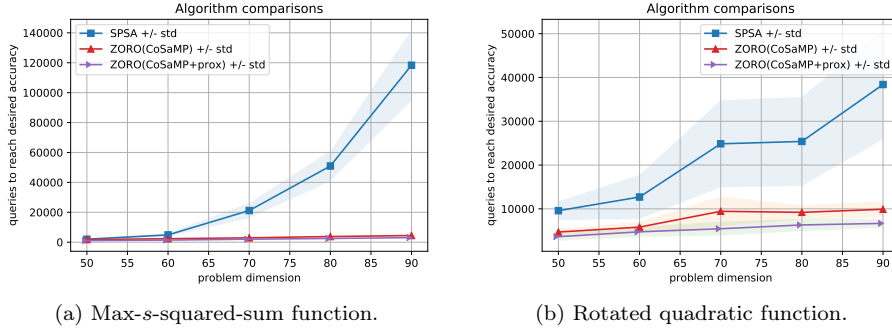 Algorithm comparisons
SPSA +/- std
ZORO(CoSaMP) +/- std
ZORO(CoSaMP+prox) +/- std
140000
120000
100000
80000
60000
40000
20000
0
queries to reach desired accuracy
50 55 60 65 70 75 80 85 90
problem dimension
(a) Max-s-squared-sum function.
Algorithm comparisons
SPSA +/- std
ZORO(CoSaMP) +/- std
ZORO(CoSaMP+prox) +/- std
50000
40000
30000
20000
10000
queries to reach desired accuracy
50 55 60 65 70 75 80 85 90
problem dimension
(b) Rotated quadratic function.